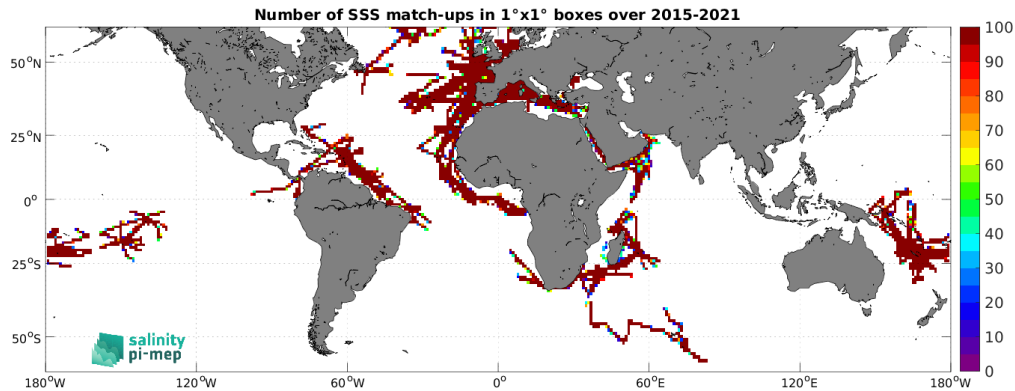 Number of SSS match-ups in 1°x1° boxes over 2015-2021
50°N
25°N
0°
25°S
50°S
180°W
120°W
60°W
0°
60°E
120°E
180°W
100
90
80
70
60
50
40
30
20
10
0
salinity
pi-mep